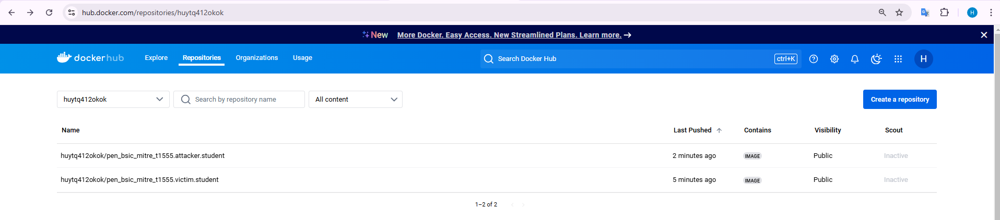 hub.docker.com/repositories/huytq412okok
H
New More Docker. Easy Access. New Streamlined Plans. Learn more. →
dockerhub Explore Repositories Organizations Usage Search Docker Hub ctrl+K H
huytq412okok Search by repository name All content Create a repository
Name Last Pushed ↑ Contains Visibility Scout
huytq412okok/pen_bsic_mitre_t1555.attacker.student 2 minutes ago IMAGE Public Inactive
huytq412okok/pen_bsic_mitre_t1555.victim.student 5 minutes ago IMAGE Public Inactive
1–2 of 2